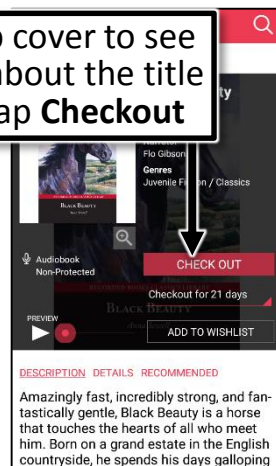 cover to see
about the title
ap Checkout
ty
Narrator
Flo Gibson
Genres
Juvenile Fiction / Classics
BLACK BEAUTY
Audiobook
Non-Protected
CHECK OUT
Checkout for 21 days
BLACK BEAUTY
PREVIEW
ADD TO WISHLIST
DESCRIPTION DETAILS RECOMMENDED
Amazingly fast, incredibly strong, and fan-
tastically gentle, Black Beauty is a horse
that touches the hearts of all who meet
him. Born on a grand estate in the English
countryside, he spends his days galloping